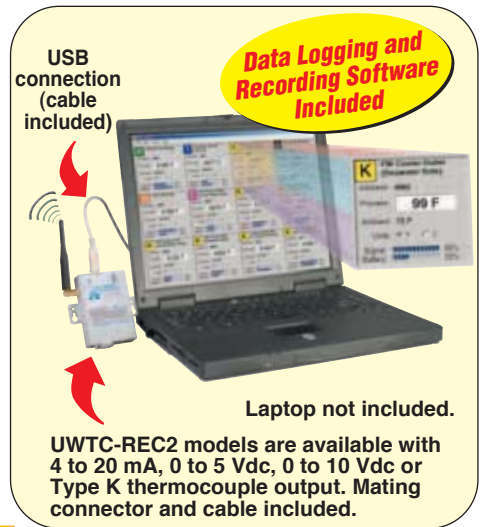 USB
connection
(cable
included)
Data Logging and
Recording Software
Included
K
99 F
Laptop not included.
UWTC-REC2 models are available with
4 to 20 mA, 0 to 5 Vdc, 0 to 10 Vdc or
Type K thermocouple output. Mating
connector and cable included.